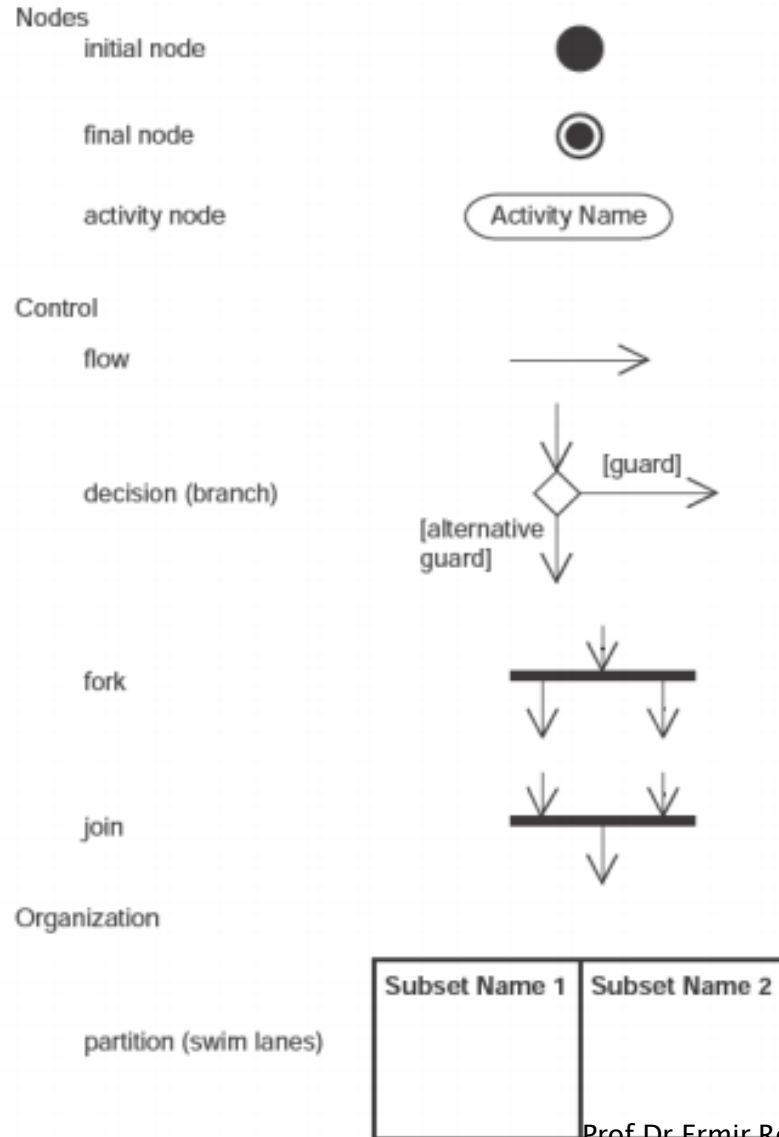 Nodes
initial node
final node
activity node
Activity Name
Control
flow
decision (branch)
[guard]
[alternative
guard]
fork
join
Organization
Subset Name 1
Subset Name 2
partition (swim lanes)
Prof Dr Ermir